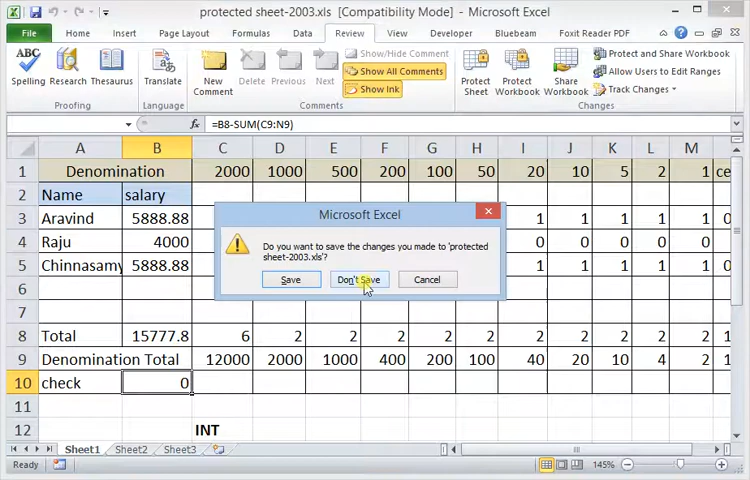 protected sheet-2003.xls [Compatibility Mode] - Microsoft Excel
File Home Insert Page Layout Formulas Data Review View Developer Bluebeam Foxit Reader PDF
ABC
Spelling Research Thesaurus
Proofing
Translate
Language
New Comment Delete Previous Next
Show/Hide Comment
Show All Comments
Show Ink
Comments
Protect Sheet Protect Workbook Share Workbook
Protect and Share Workbook
Allow Users to Edit Ranges
Track Changes
Changes
B10 fx =B8-SUM(C9:N9)
A B C D E F G H I J K L M
1 Denomination 2000 1000 500 200 100 50 20 10 5 2 1 ce
2 Name salary
3 Aravind 5888.88 1 1 1 1 1 0
4 Raju 4000 0 0 0 0 0 0
5 Chinnasamy 5888.88 1 1 1 1 1 0
6
7
8 Total 15777.8 6 2 2 2 2 2 2 2 2 2 2 1
9 Denomination Total 12000 2000 1000 400 200 100 40 20 10 4 2
10 check 0
11
12 INT
Microsoft Excel
Do you want to save the changes you made to 'protected
sheet-2003.xls'?
Save Don't Save Cancel
Sheet1 Sheet2 Sheet3
Ready 145%